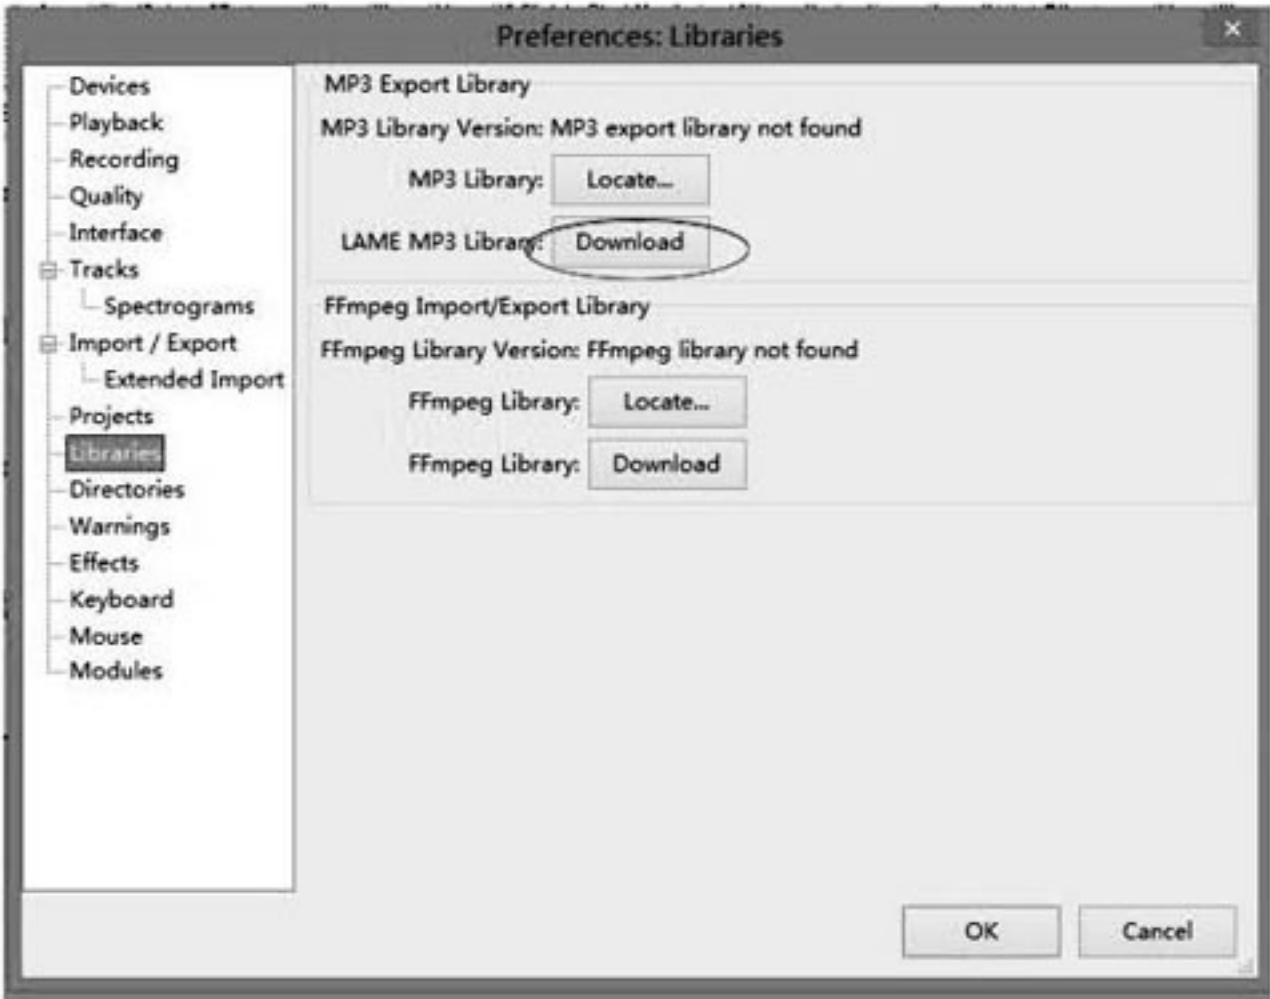 Preferences: Libraries
Devices
Playback
Recording
Quality
Interface
Tracks
Spectrograms
Import / Export
Extended Import
Projects
Libraries
Directories
Warnings
Effects
Keyboard
Mouse
Modules
MP3 Export Library
MP3 Library Version: MP3 export library not found
MP3 Library: Locate...
LAME MP3 Library: Download
FFmpeg Import/Export Library
FFmpeg Library Version: FFmpeg library not found
FFmpeg Library: Locate...
FFmpeg Library: Download
OK Cancel